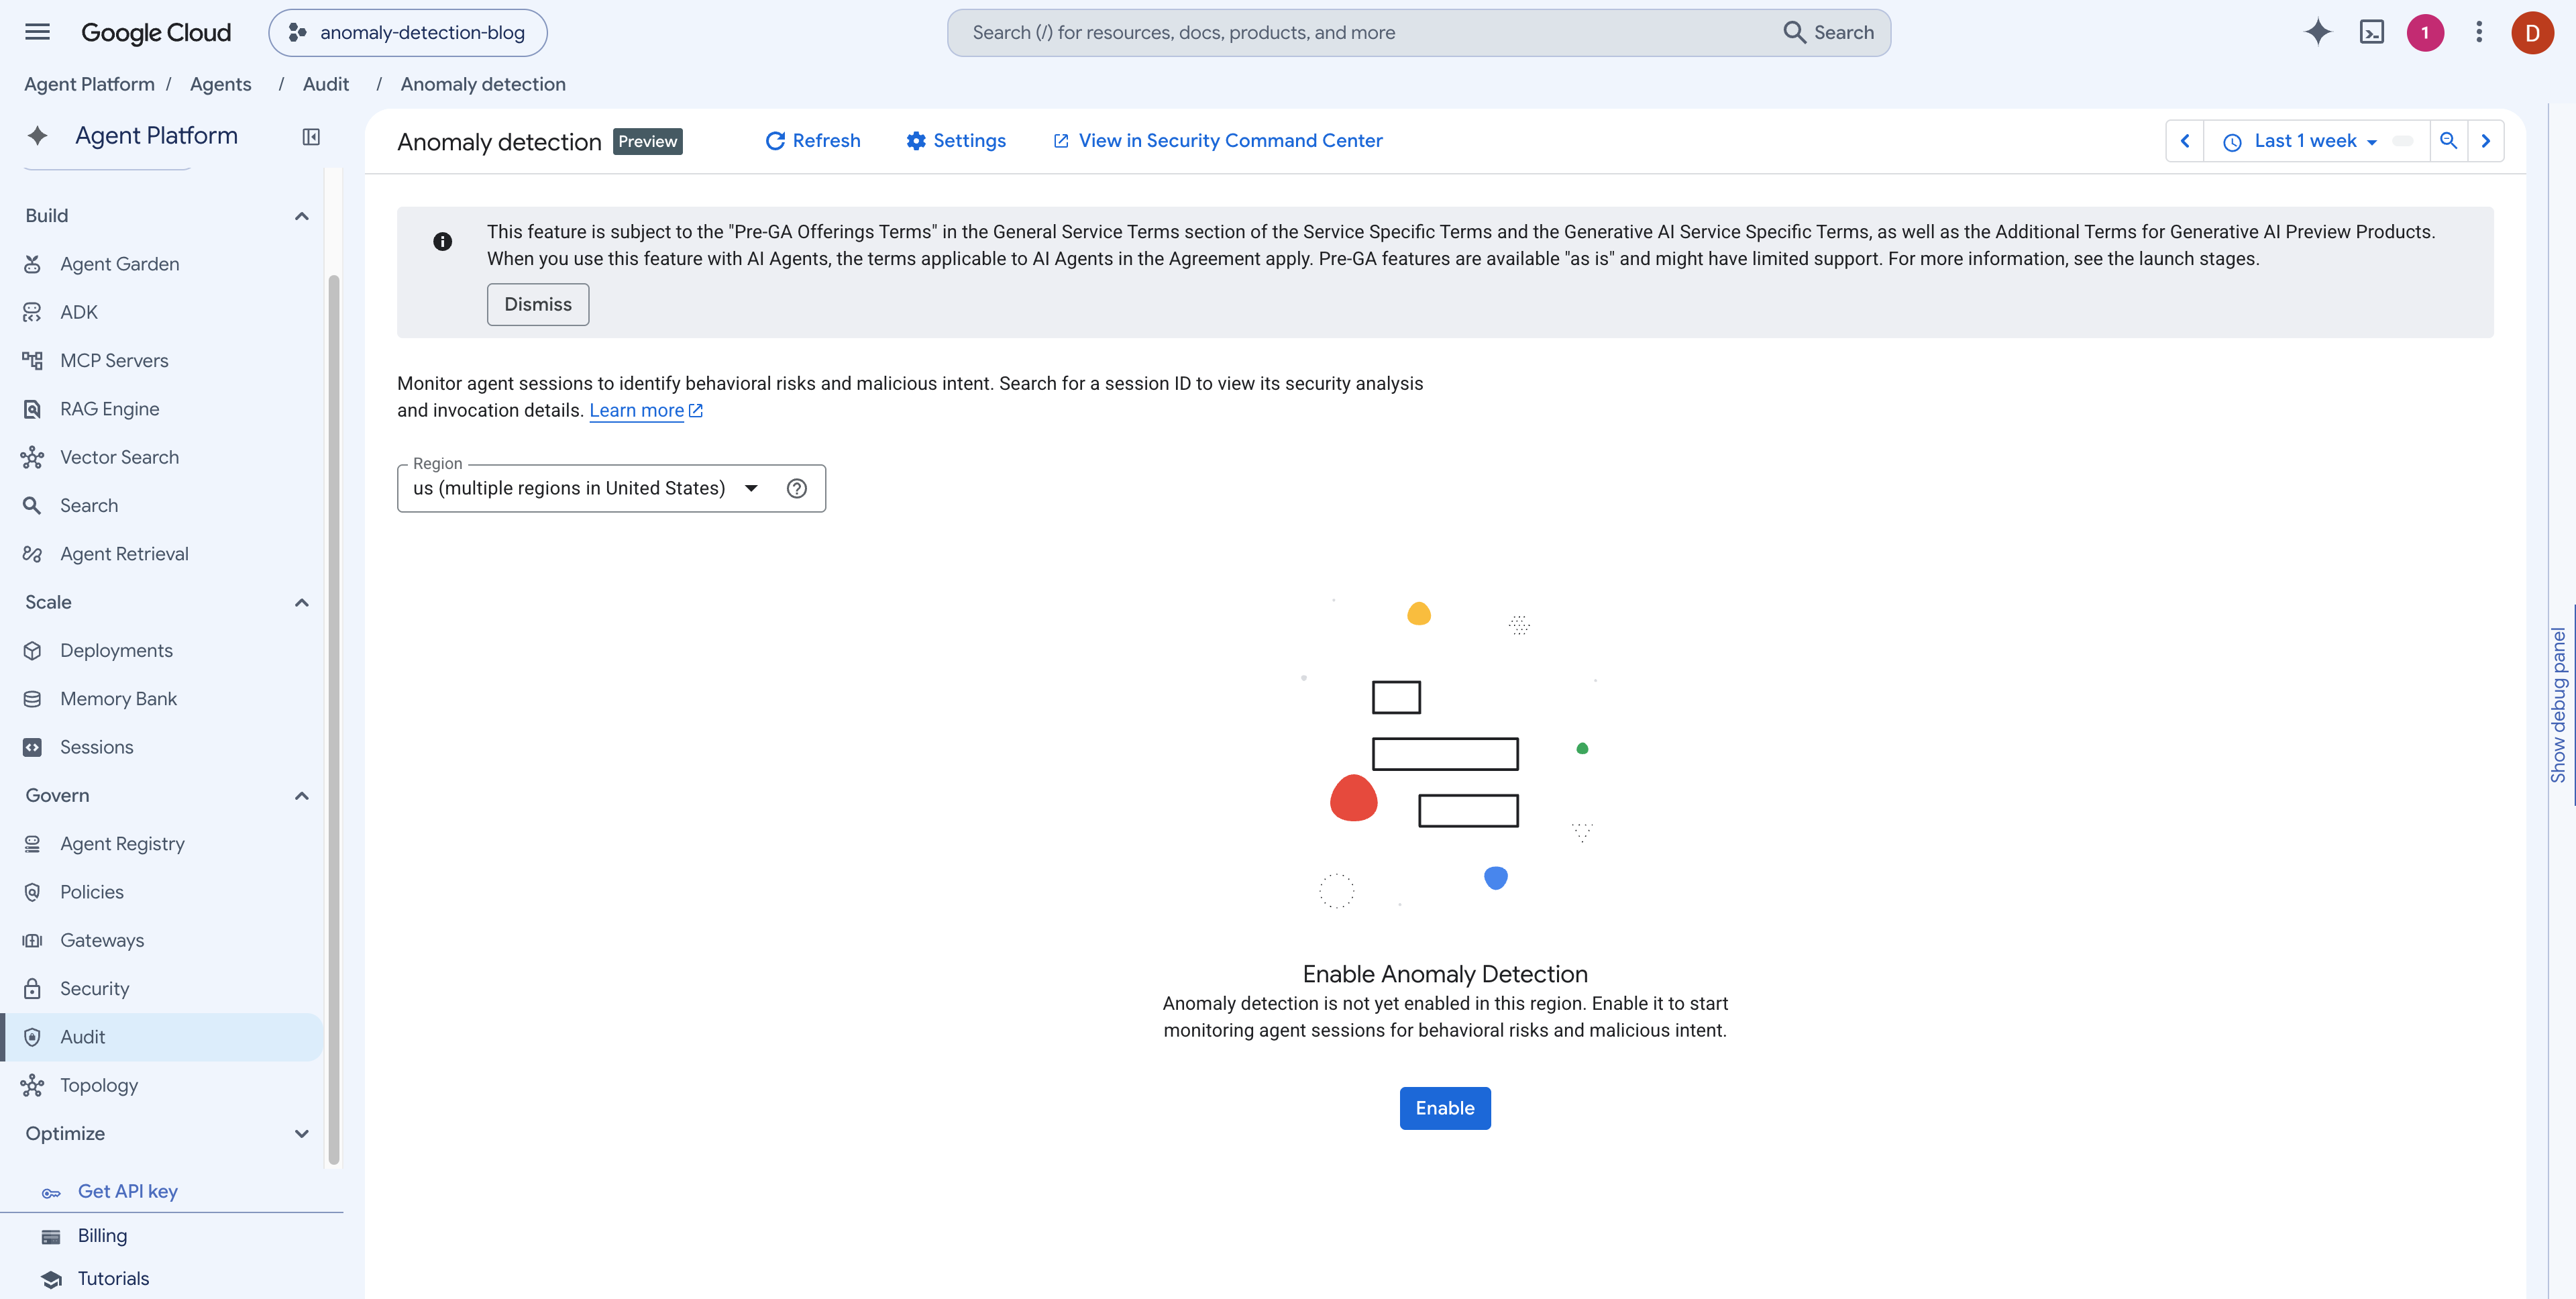 Google Cloud
anomaly-detection-blog
Search (/) for resources, docs, products, and more
Search
1
D
Agent Platform / Agents / Audit / Anomaly detection
Agent Platform
Build
Agent Garden
ADK
MCP Servers
RAG Engine
Vector Search
Search
Agent Retrieval
Scale
Deployments
Memory Bank
Sessions
Govern
Agent Registry
Policies
Gateways
Security
Audit
Topology
Optimize
Get API key
Billing
Tutorials
Anomaly detection Preview
Refresh
Settings
View in Security Command Center
Last 1 week
This feature is subject to the "Pre-GA Offerings Terms" in the General Service Terms section of the Service Specific Terms and the Generative AI Service Specific Terms, as well as the Additional Terms for Generative AI Preview Products.
When you use this feature with AI Agents, the terms applicable to AI Agents in the Agreement apply. Pre-GA features are available "as is" and might have limited support. For more information, see the launch stages.
Dismiss
Monitor agent sessions to identify behavioral risks and malicious intent. Search for a session ID to view its security analysis
and invocation details. Learn more
Region
us (multiple regions in United States)
Enable Anomaly Detection
Anomaly detection is not yet enabled in this region. Enable it to start
monitoring agent sessions for behavioral risks and malicious intent.
Enable
Show debug panel